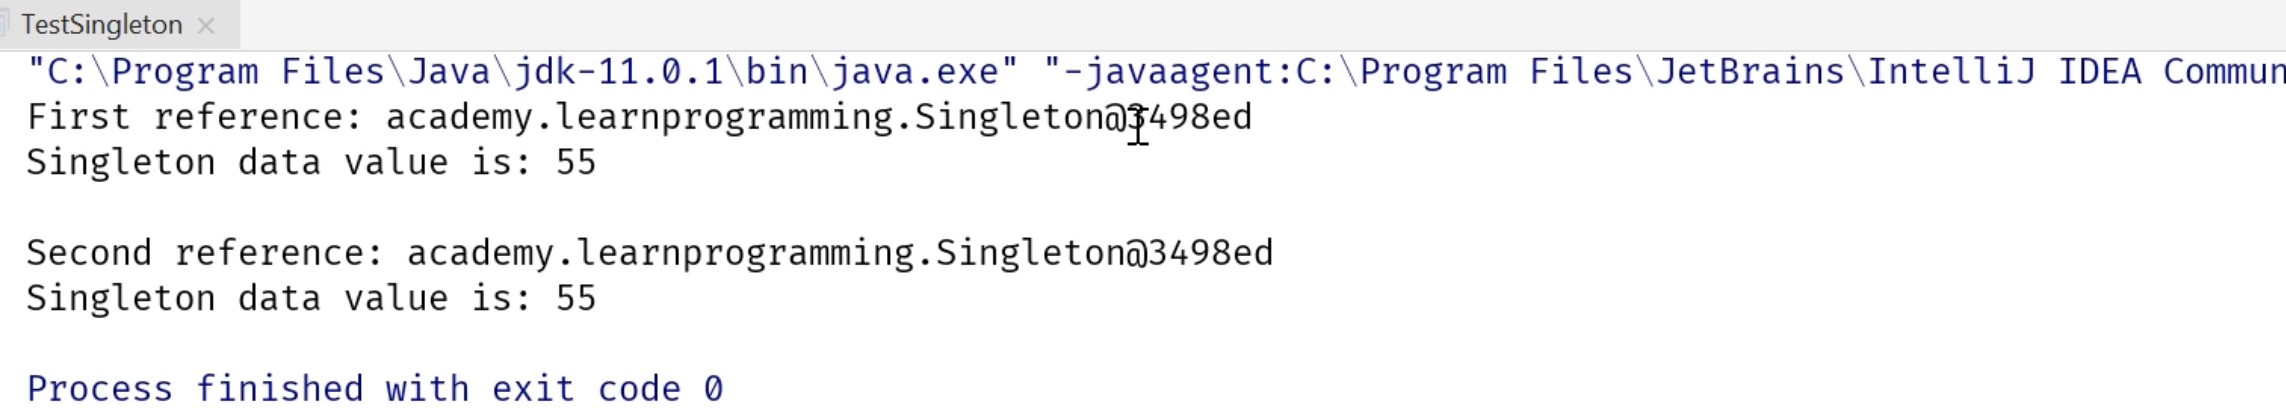 TestSingleton
"C:\Program Files\Java\jdk-11.0.1\bin\java.exe" "-javaagent:C:\Program Files\JetBrains\IntelliJ IDEA Commun
First reference: academy.learnprogramming.Singleton@3498ed
Singleton data value is: 55
Second reference: academy.learnprogramming.Singleton@3498ed
Singleton data value is: 55
Process finished with exit code 0